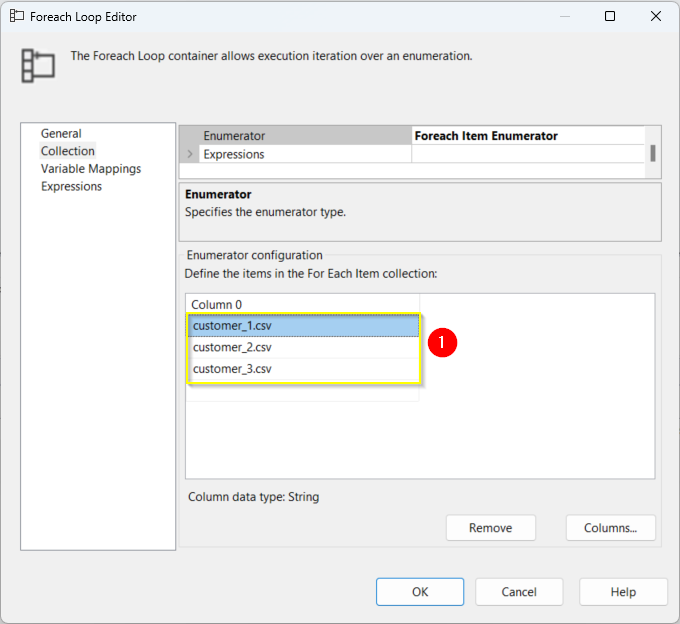 Foreach Loop Editor
The Foreach Loop container allows execution iteration over an enumeration.
General
Collection
Variable Mappings
Expressions
Enumerator Foreach Item Enumerator
Expressions
Enumerator
Specifies the enumerator type.
Enumerator configuration
Define the items in the For Each Item collection:
Column 0
customer_1.csv
customer_2.csv
customer_3.csv
1
Column data type: String
Remove Columns...
OK Cancel Help